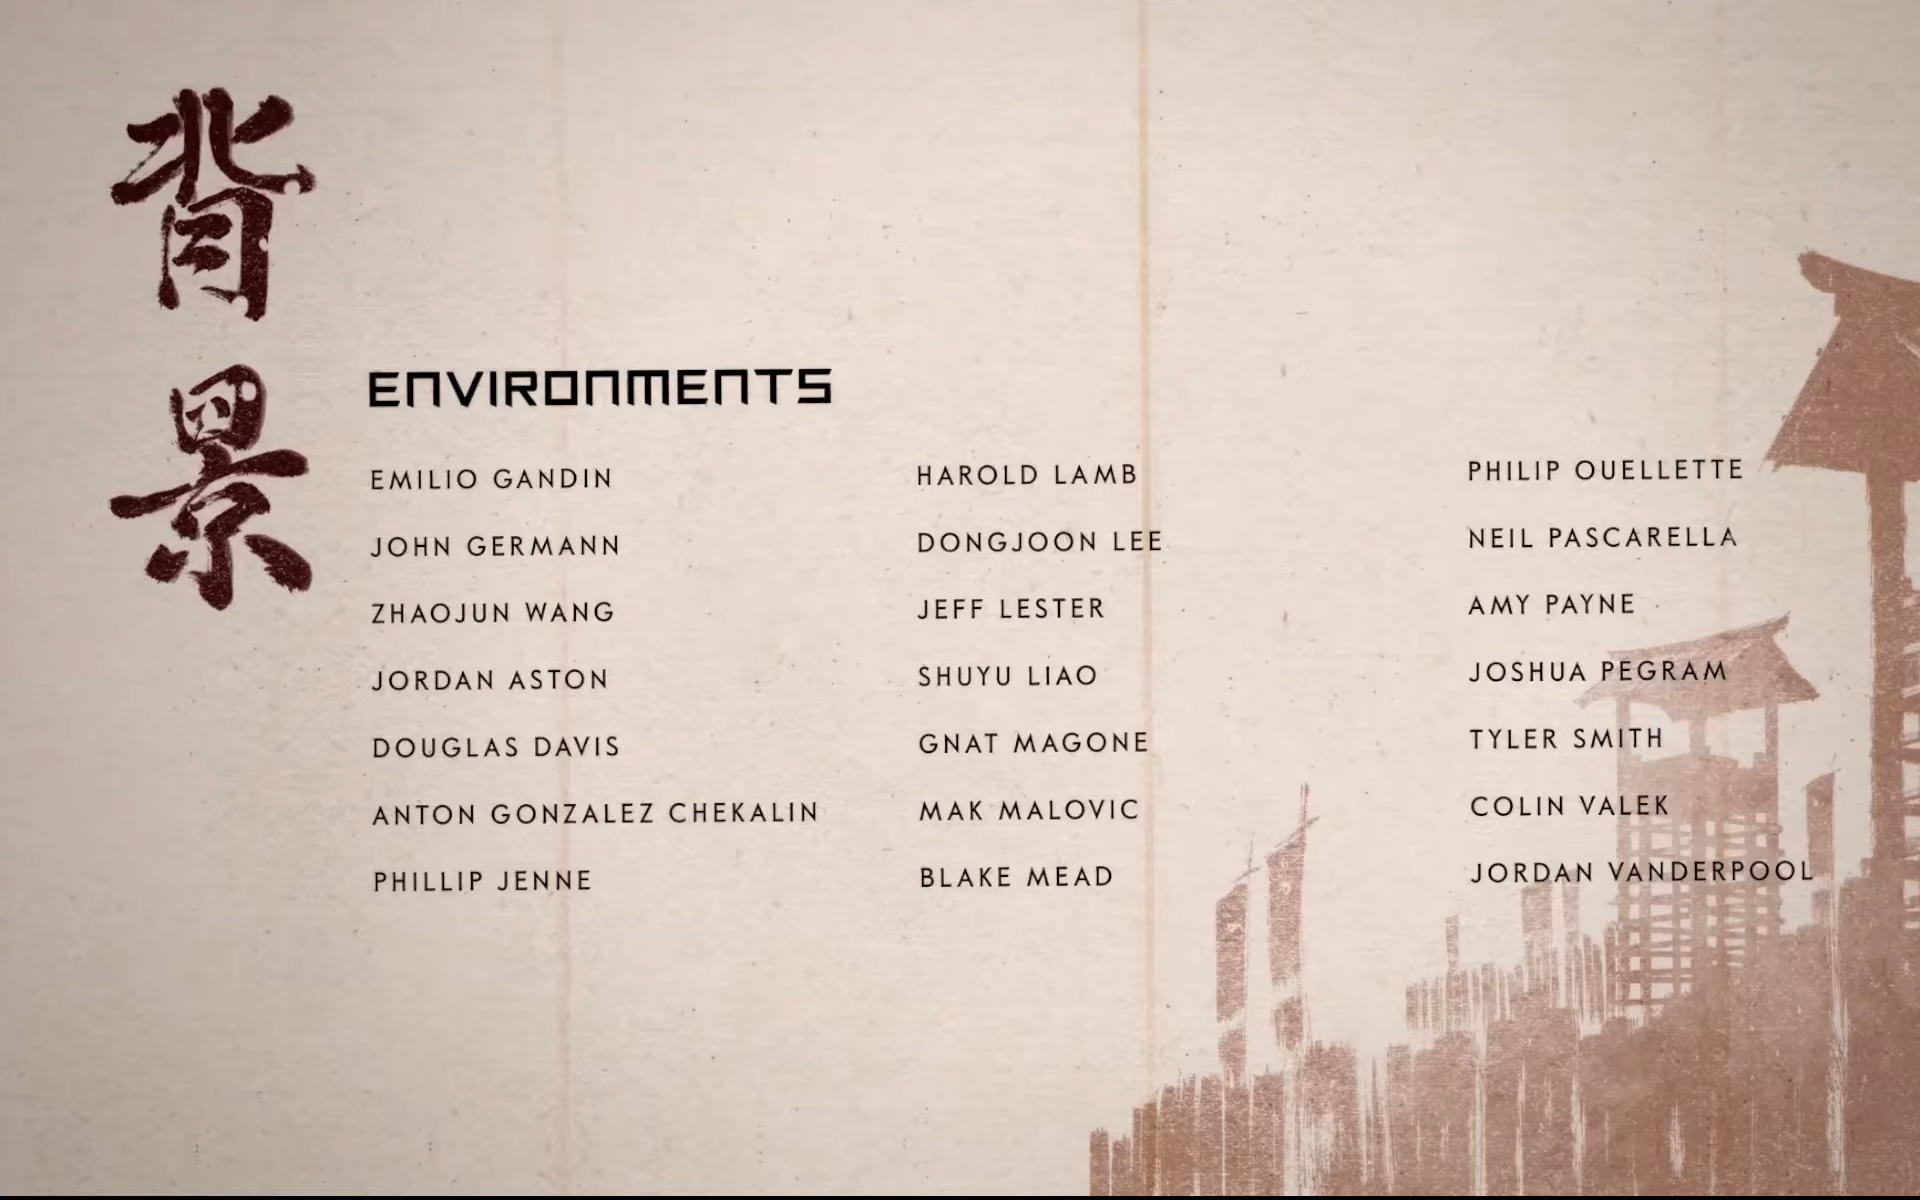 背景
ENVIRONMENTS
EMILIO GANDIN
JOHN GERMANN
ZHAOJUN WANG
JORDAN ASTON
DOUGLAS DAVIS
ANTON GONZALEZ CHEKALIN
PHILLIP JENNE
HAROLD LAMB
DONGJOON LEE
JEFF LESTER
SHUYU LIAO
GNAT MAGONE
MAK MALOVIC
BLAKE MEAD
PHILIP OUELLETTE
NEIL PASCARELLA
AMY PAYNE
JOSHUA PEGRAM
TYLER SMITH
COLIN VALEK
JORDAN VANDERPOOL